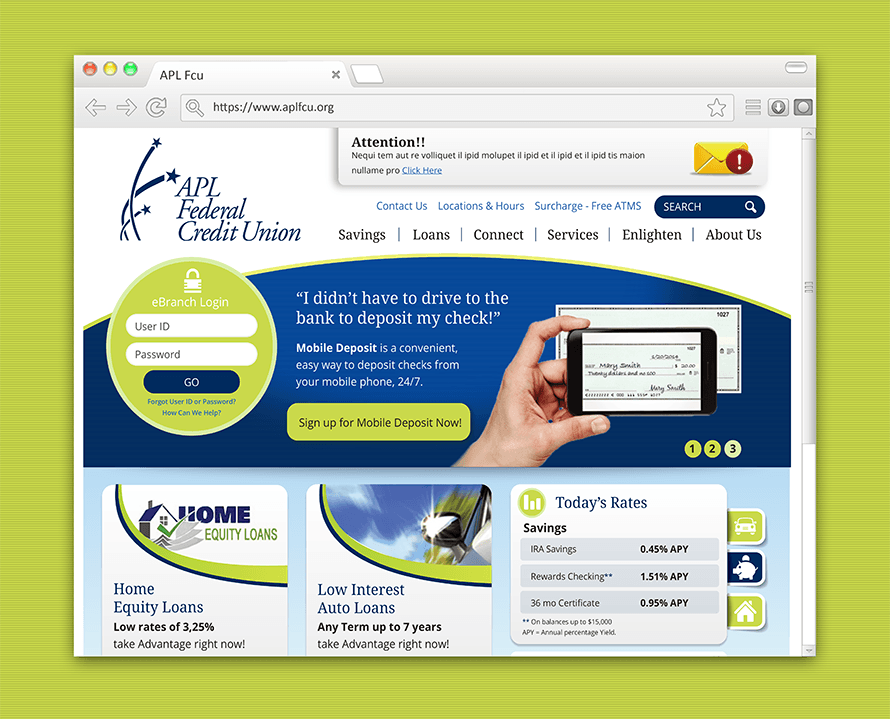 APL Fcu
https://www.aplfcu.org
Attention!!
Nequi tem aut re volliquet il ipid molupet il ipid et il ipid et il ipid tis maion
nullame pro Click Here
APL
Federal
Credit Union
Contact Us Locations & Hours Surcharge - Free ATMS SEARCH
Savings | Loans | Connect | Services | Enlighten | About Us
eBranch Login
User ID
Password
GO
Forgot User ID or Password?
How Can We Help?
“I didn’t have to drive to the
bank to deposit my check!”
Mobile Deposit is a convenient,
easy way to deposit checks from
your mobile phone, 24/7.
Sign up for Mobile Deposit Now!
1027
1027
Mary Smith
$ 20.00
Twenty dollars and no 100
Mary Smith
1 2 3
HOME
EQUITY LOANS
Home
Equity Loans
Low rates of 3,25%
take Advantage right now!
Low Interest
Auto Loans
Any Term up to 7 years
take Advantage right now!
Today’s Rates
Savings
IRA Savings 0.45% APY
Rewards Checking** 1.51% APY
36 mo Certificate 0.95% APY
** On balances up to $15,000
APY = Annual percentage Yield.